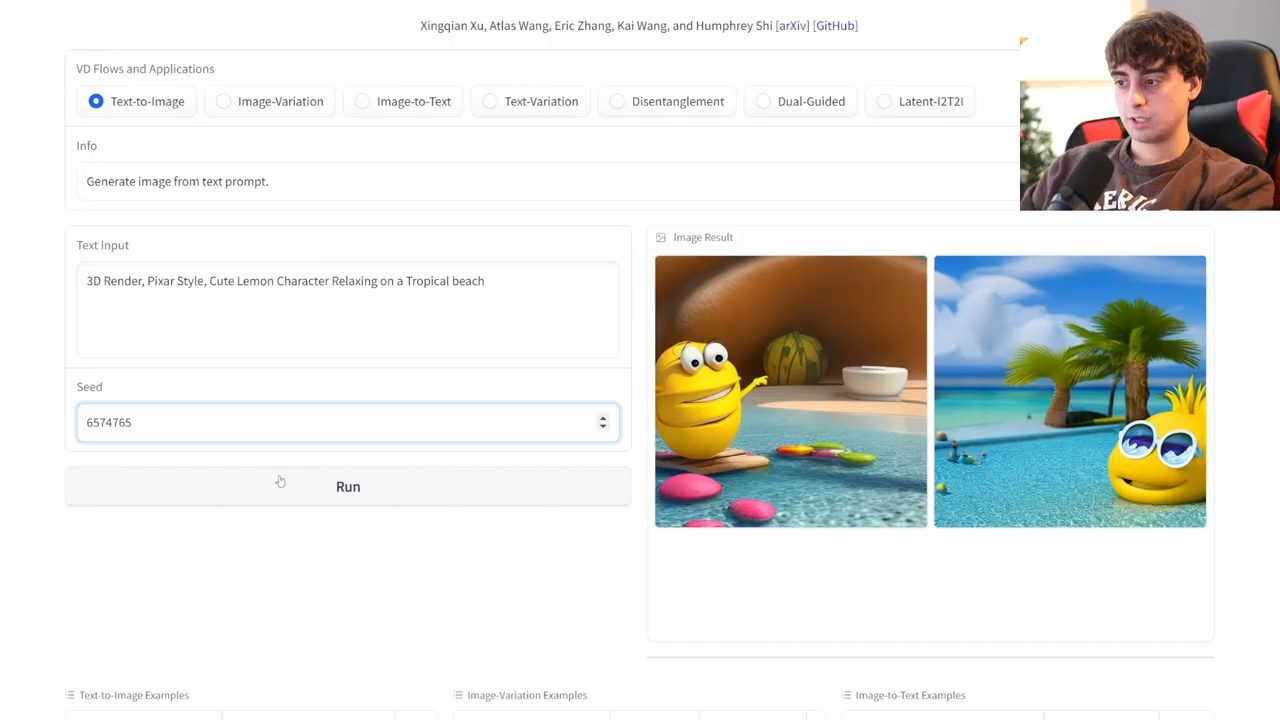 Xingqian Xu, Atlas Wang, Eric Zhang, Kai Wang, and Humphrey Shi [arXiv] [GitHub]
VD Flows and Applications
Text-to-Image
Image-Variation
Image-to-Text
Text-Variation
Disentanglement
Dual-Guided
Latent-I2T2I
Info
Generate image from text prompt.
Text Input
3D Render, Pixar Style, Cute Lemon Character Relaxing on a Tropical beach
Seed
6574765
Run
Image Result
Text-to-Image Examples
Image-Variation Examples
Image-to-Text Examples